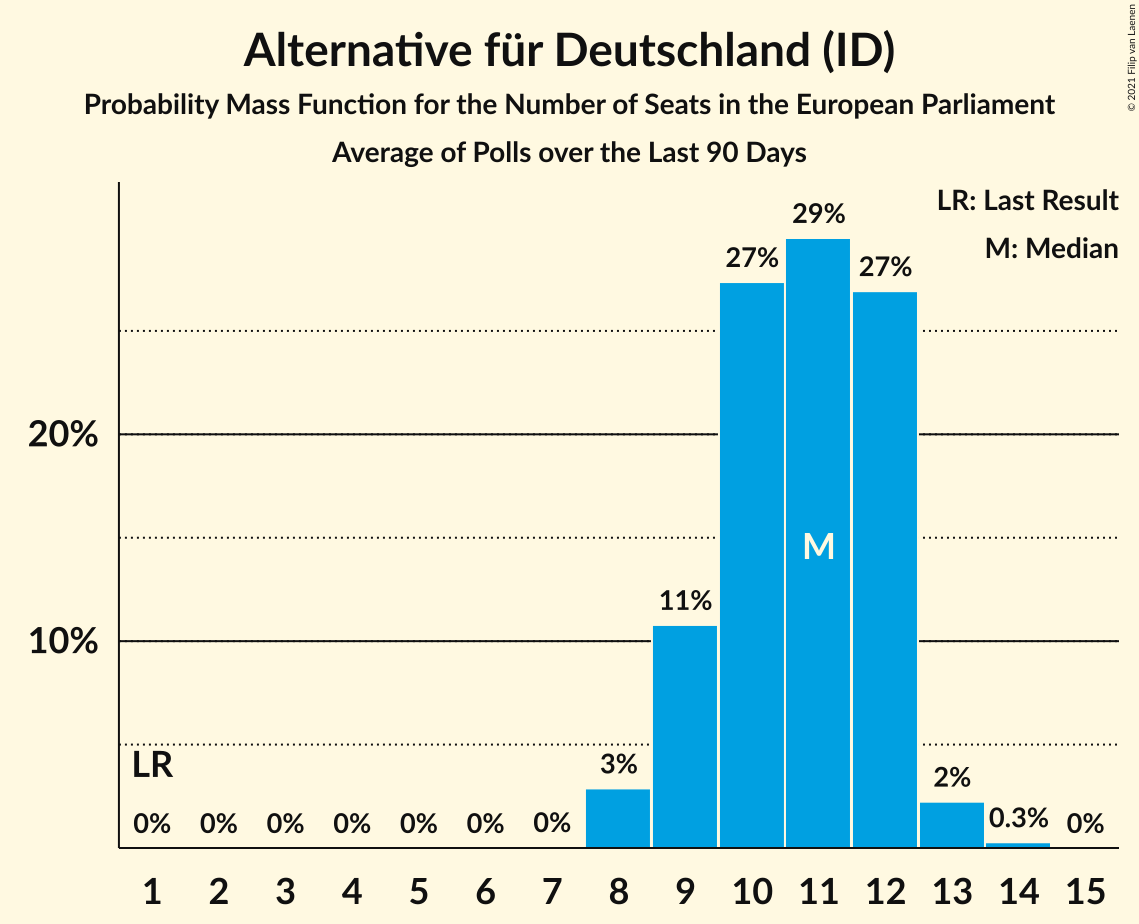 Alternative für Deutschland (ID)
Probability Mass Function for the Number of Seats in the European Parliament
Average of Polls over the Last 90 Days
© 2021 Filip van Laenen
LR: Last Result
M: Median
20%
10%
LR
M
0% 0% 0% 0% 0% 0% 0% 3% 11% 27% 29% 27% 2% 0.3% 0%
1 2 3 4 5 6 7 8 9 10 11 12 13 14 15